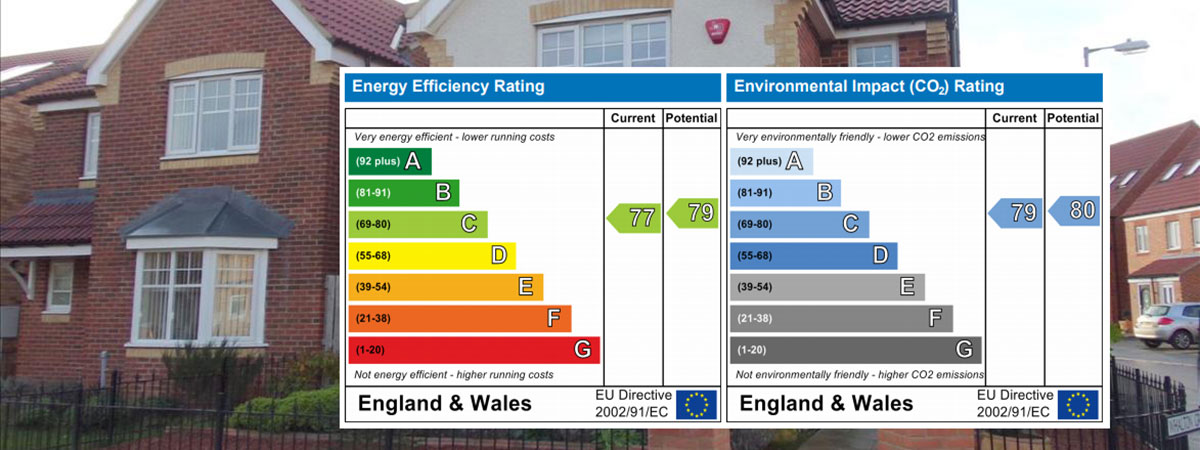 Energy Efficiency Rating
Current Potential
Very energy efficient - lower running costs
(92 plus) A
(81-91) B
(69-80) C
77 79
(55-68) D
(39-54) E
(21-38) F
(1-20) G
Not energy efficient - higher running costs
England & Wales
EU Directive
2002/91/EC
Environmental Impact (CO₂) Rating
Current Potential
Very environmentally friendly - lower CO2 emissions
(92 plus) A
(81-91) B
(69-80) C
79 80
(55-68) D
(39-54) E
(21-38) F
(1-20) G
Not environmentally friendly - higher CO2 emissions
England & Wales
EU Directive
2002/91/EC